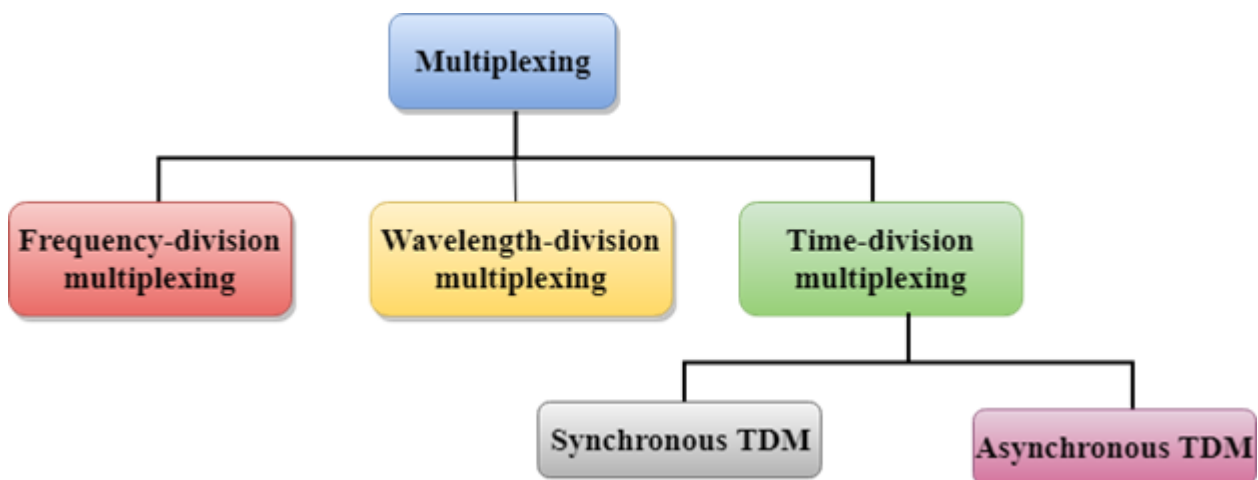 Multiplexing
Frequency-division
multiplexing
Wavelength-division
multiplexing
Time-division
multiplexing
Synchronous TDM
Asynchronous TDM